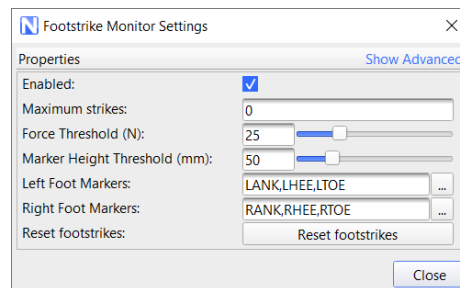 Footstrike Monitor Settings
Properties Show Advanced
Enabled:
Maximum strikes: 0
Force Threshold (N): 25
Marker Height Threshold (mm): 50
Left Foot Markers: LANK,LHEE,LTOE ...
Right Foot Markers: RANK,RHEE,RTOE ...
Reset footstrikes: Reset footstrikes
Close